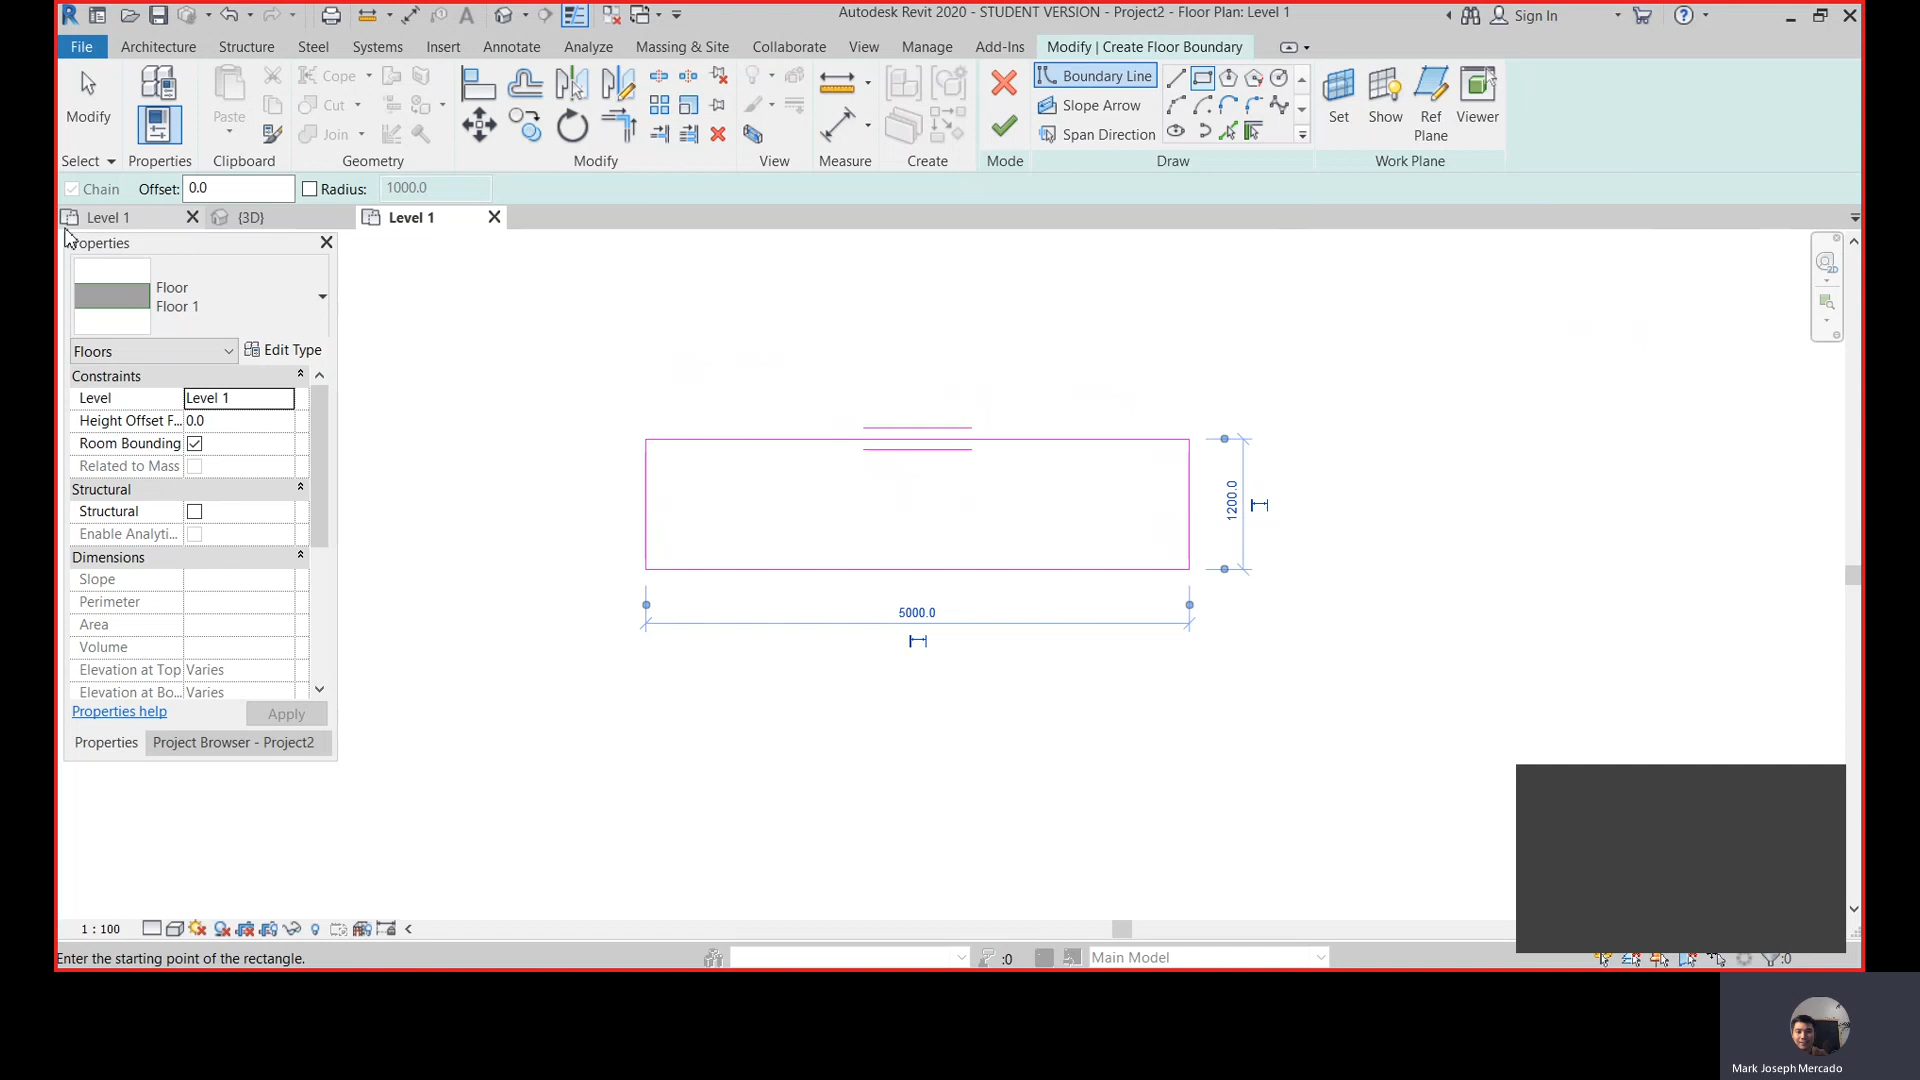 Autodesk Revit 2020 - STUDENT VERSION - Project2 - Floor Plan: Level 1
Sign In
File Architecture Structure Steel Systems Insert Annotate Analyze Massing & Site Collaborate View Manage Add-Ins Modify | Create Floor Boundary
Modify
Paste
Cope
Cut
Join
Boundary Line
Slope Arrow
Span Direction
Set
Show
Ref
Plane
Viewer
Select Properties Clipboard Geometry Modify View Measure Create Mode Draw Work Plane
Chain Offset: 0.0 Radius: 1000.0
Level 1 {3D} Level 1
operties
Floor
Floor 1
Floors Edit Type
Constraints
Level Level 1
Height Offset F... 0.0
Room Bounding
Related to Mass
Structural
Structural
Enable Analyti...
Dimensions
Slope
Perimeter
Area
Volume
Elevation at Top Varies
Elevation at Bo... Varies
Properties help Apply
Properties Project Browser - Project2
1200.0
5000.0
1 : 100
Enter the starting point of the rectangle. :0 Main Model :0
Mark Joseph Mercado